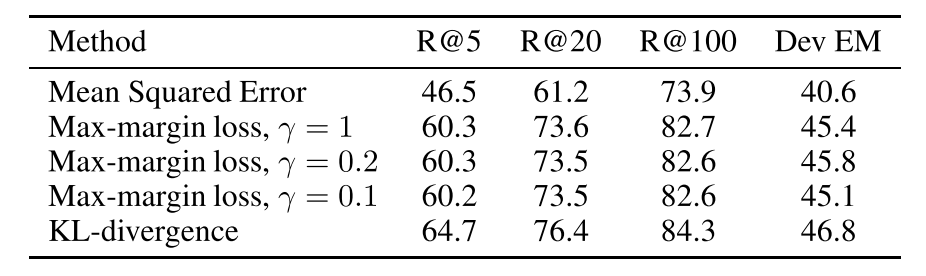 Method R@5 R@20 R@100 Dev EM
Mean Squared Error 46.5 61.2 73.9 40.6
Max-margin loss, γ = 1 60.3 73.6 82.7 45.4
Max-margin loss, γ = 0.2 60.3 73.5 82.6 45.8
Max-margin loss, γ = 0.1 60.2 73.5 82.6 45.1
KL-divergence 64.7 76.4 84.3 46.8